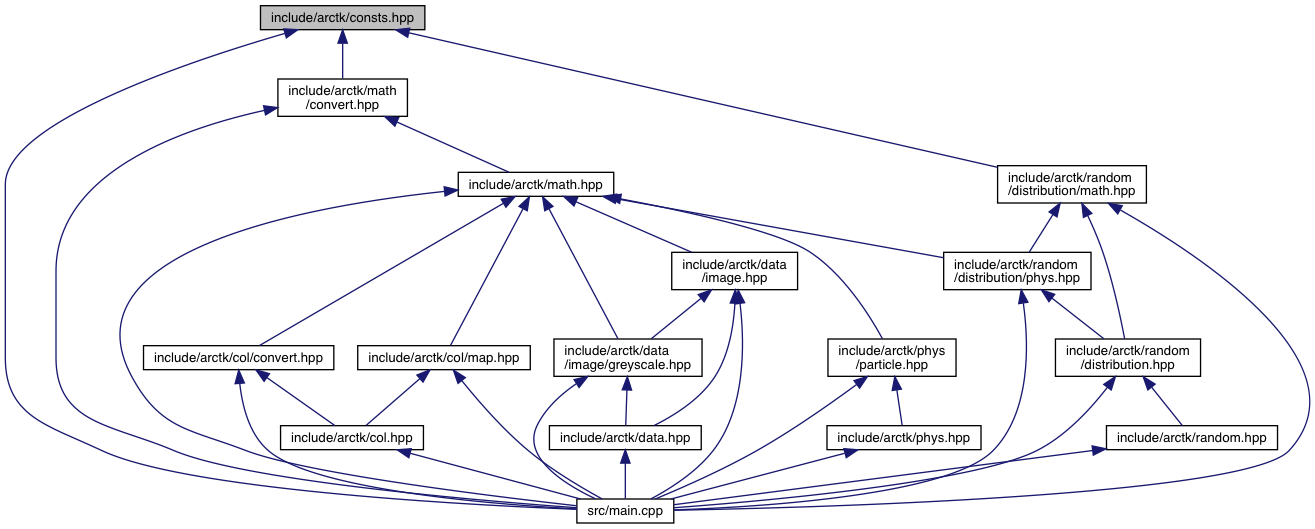 include/arctk/consts.hpp
include/arctk/math
/convert.hpp
include/arctk/math.hpp
include/arctk/random
/distribution/math.hpp
include/arctk/data
/image.hpp
include/arctk/random
/distribution/phys.hpp
include/arctk/col/convert.hpp
include/arctk/col/map.hpp
include/arctk/data
/image/greyscale.hpp
include/arctk/phys
/particle.hpp
include/arctk/random
/distribution.hpp
include/arctk/col.hpp
include/arctk/data.hpp
include/arctk/phys.hpp
include/arctk/random.hpp
src/main.cpp